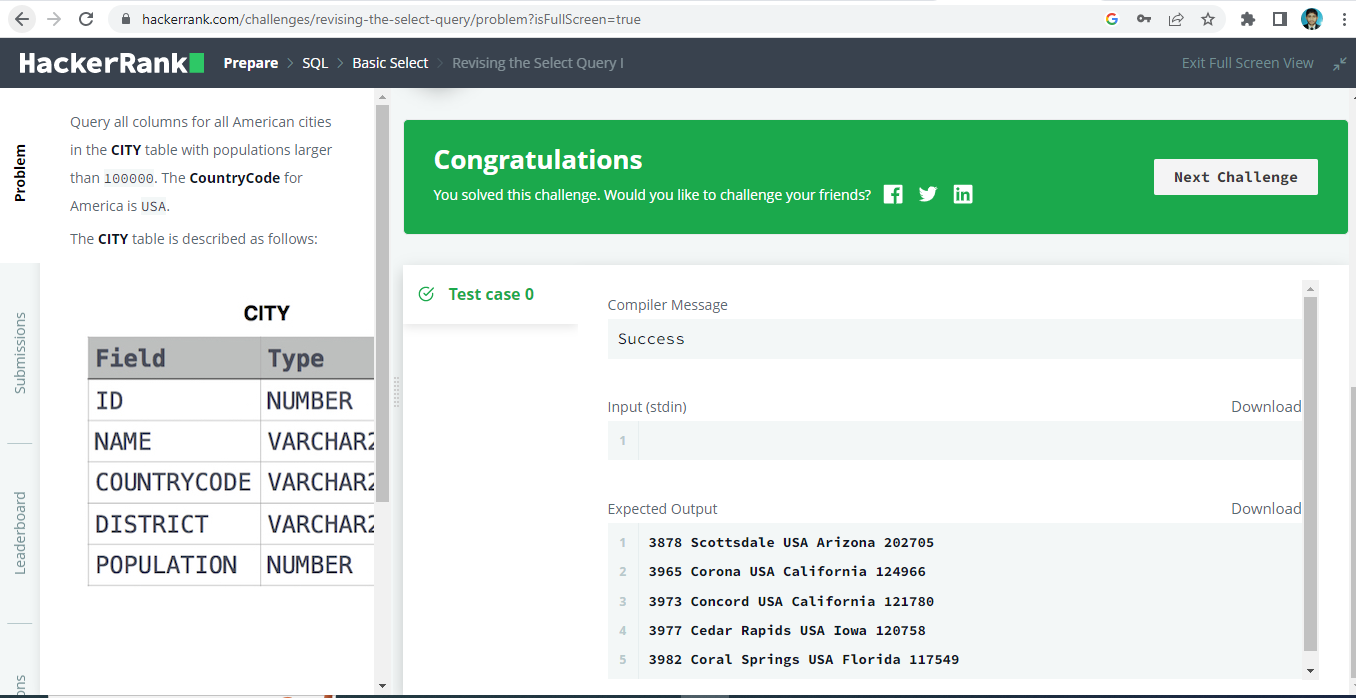 hackerrank.com/challenges/revising-the-select-query/problem?isFullScreen=true
HackerRank
Prepare > SQL > Basic Select > Revising the Select Query I
Exit Full Screen View
Problem
Submissions
Leaderboard
ons
Query all columns for all American cities
in the CITY table with populations larger
than 100000. The CountryCode for
America is USA.
The CITY table is described as follows:
CITY
Field Type
ID NUMBER
NAME VARCHAR2
COUNTRYCODE VARCHAR2
DISTRICT VARCHAR2
POPULATION NUMBER
Congratulations
You solved this challenge. Would you like to challenge your friends?
Next Challenge
Test case 0
Compiler Message
Success
Input (stdin)
Download
1
Expected Output
Download
1 3878 Scottsdale USA Arizona 202705
2 3965 Corona USA California 124966
3 3973 Concord USA California 121780
4 3977 Cedar Rapids USA Iowa 120758
5 3982 Coral Springs USA Florida 117549